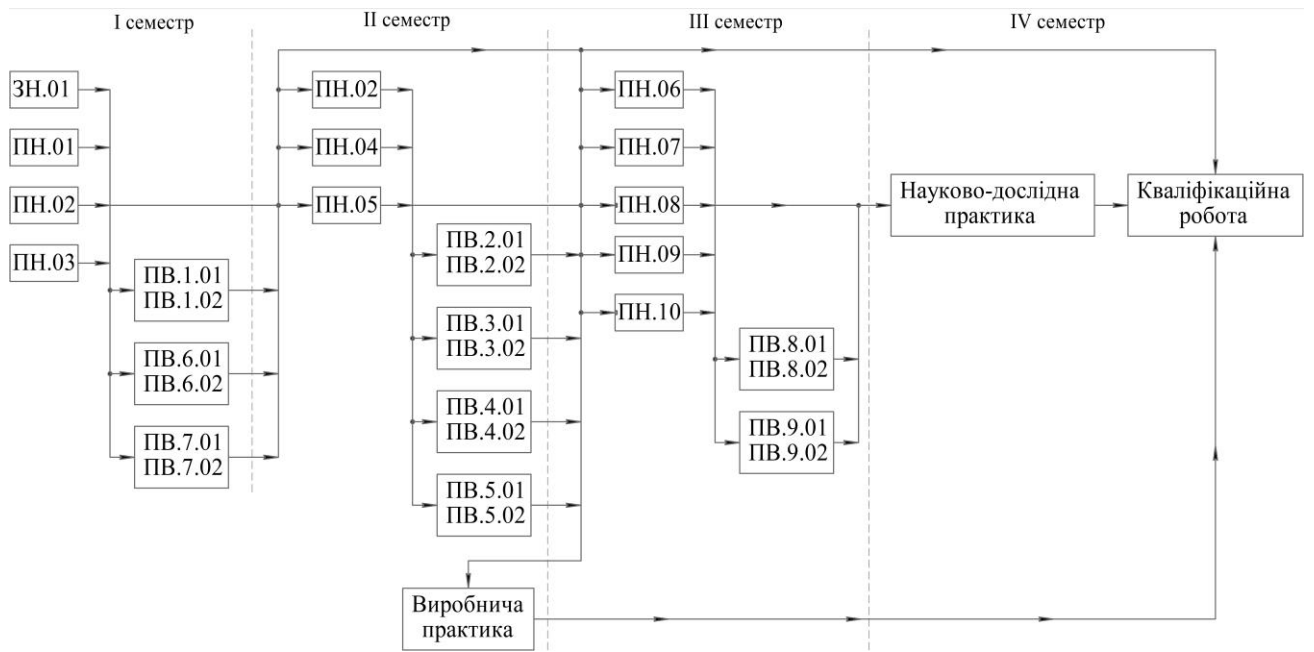 I семестр
II семестр
III семестр
IV семестр
ЗН.01
ПН.01
ПН.02
ПН.03
ПВ.1.01
ПВ.1.02
ПВ.6.01
ПВ.6.02
ПВ.7.01
ПВ.7.02
ПН.02
ПН.04
ПН.05
ПВ.2.01
ПВ.2.02
ПВ.3.01
ПВ.3.02
ПВ.4.01
ПВ.4.02
ПВ.5.01
ПВ.5.02
Виробнича
практика
ПН.06
ПН.07
ПН.08
ПН.09
ПН.10
ПВ.8.01
ПВ.8.02
ПВ.9.01
ПВ.9.02
Науково-дослідна
практика
Кваліфікаційна
робота